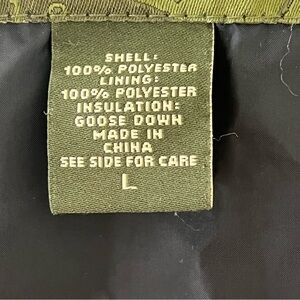 SHELL:
100% POLYESTER
LINING:
100% POLYESTER
INSULATION:
GOOSE DOWN
MADE IN
CHINA
SEE SIDE FOR CARE
L